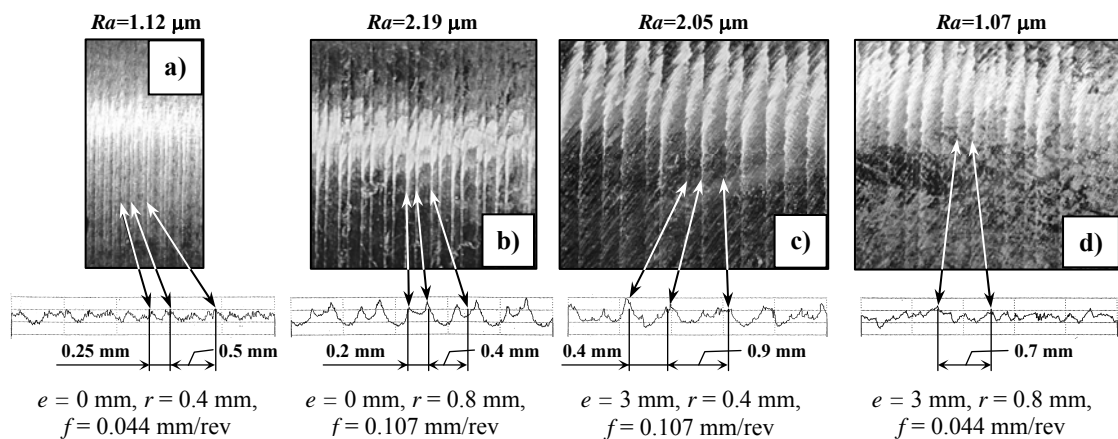 Ra=1.12 μm
Ra=2.19 μm
Ra=2.05 μm
Ra=1.07 μm
a)
b)
c)
d)
0.25 mm
0.5 mm
0.2 mm
0.4 mm
0.4 mm
0.9 mm
0.7 mm
e = 0 mm, r = 0.4 mm,
f = 0.044 mm/rev
e = 0 mm, r = 0.8 mm,
f = 0.107 mm/rev
e = 3 mm, r = 0.4 mm,
f = 0.107 mm/rev
e = 3 mm, r = 0.8 mm,
f = 0.044 mm/rev